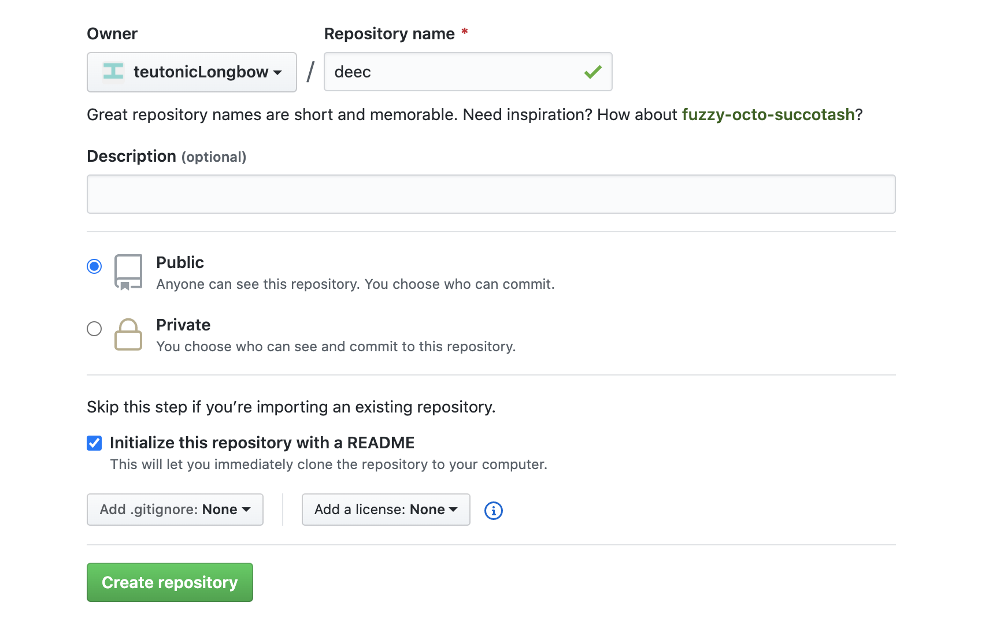 Owner
Repository name *
teutonicLongbow / deec
Great repository names are short and memorable. Need inspiration? How about fuzzy-octo-succotash?
Description (optional)
Public
Anyone can see this repository. You choose who can commit.
Private
You choose who can see and commit to this repository.
Skip this step if you’re importing an existing repository.
Initialize this repository with a README
This will let you immediately clone the repository to your computer.
Add .gitignore: None
Add a license: None
Create repository